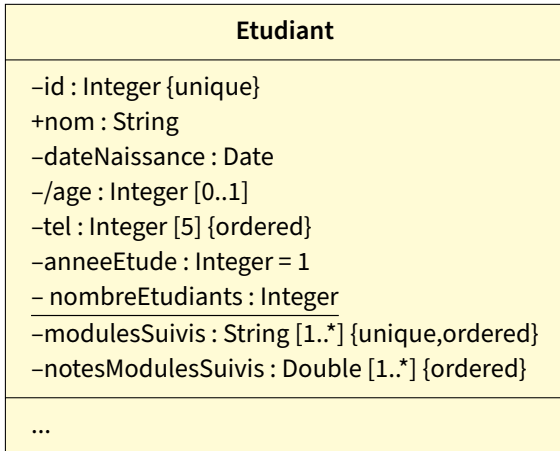 Etudiant
–id : Integer {unique}
+nom : String
–dateNaissance : Date
–/age : Integer [0..1]
–tel : Integer [5] {ordered}
–anneeEtude : Integer = 1
– nombreEtudiants : Integer
–modulesSuivis : String [1..*] {unique,ordered}
–notesModulesSuivis : Double [1..*] {ordered}
...